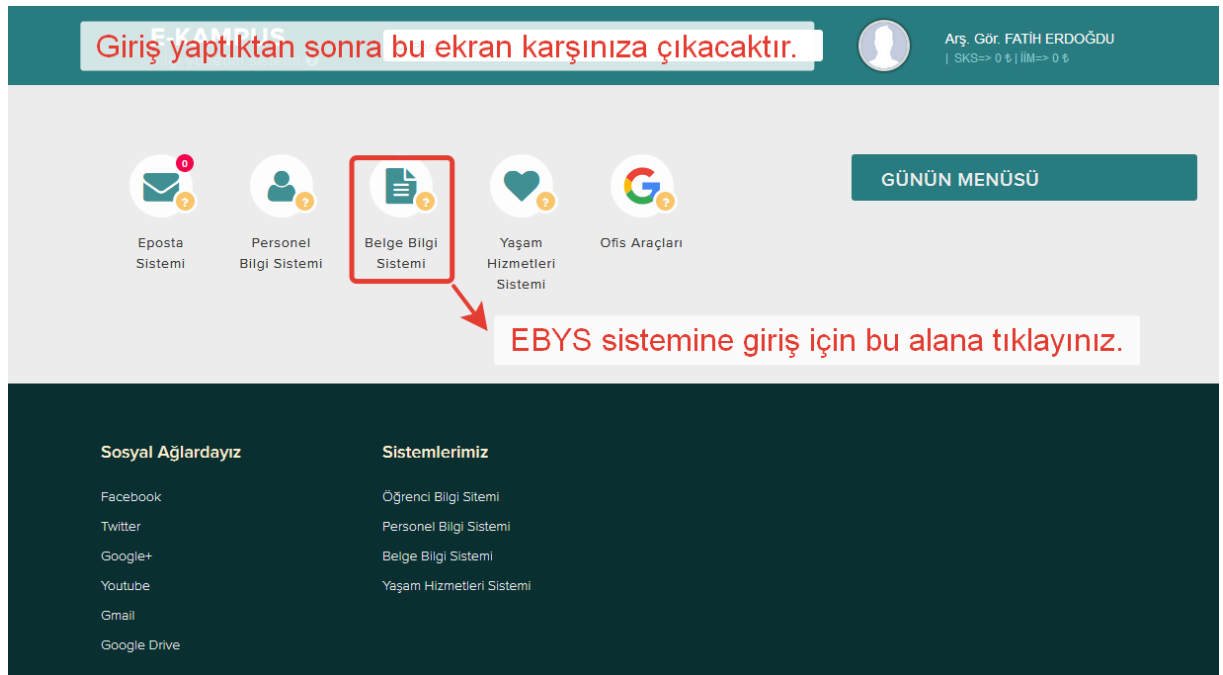 E-KAMPUS
Giriş yaptıktan sonra bu ekran karşınıza çıkacaktır.
Arş. Gör. FATİH ERDOĞDU
| SKS=> 0 ₺ | İİM=> 0 ₺
0
? ? ? ? ?
GÜNÜN MENÜSÜ
Eposta
Sistemi
Personel
Bilgi Sistemi
Belge Bilgi
Sistemi
Yaşam
Hizmetleri
Sistemi
Ofis Araçları
EBYS sistemine giriş için bu alana tıklayınız.
Sosyal Ağlardayız
Facebook
Twitter
Google+
Youtube
Gmail
Google Drive
Sistemlerimiz
Öğrenci Bilgi Sitemi
Personel Bilgi Sistemi
Belge Bilgi Sistemi
Yaşam Hizmetleri Sistemi